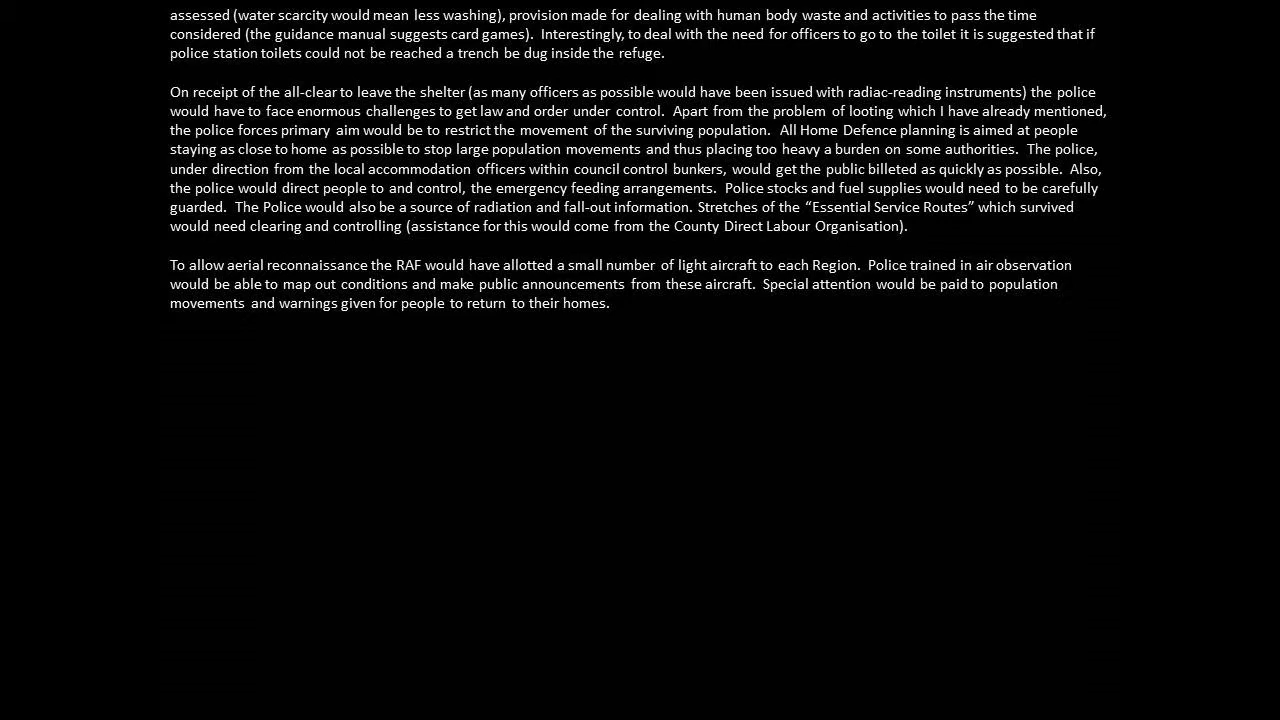 assessed (water scarcity would mean less washing), provision made for dealing with human body waste and activities to pass the time
considered (the guidance manual suggests card games).  Interestingly, to deal with the need for officers to go to the toilet it is suggested that if
police station toilets could not be reached a trench be dug inside the refuge.

On receipt of the all-clear to leave the shelter (as many officers as possible would have been issued with radiac-reading instruments) the police
would have to face enormous challenges to get law and order under control.  Apart from the problem of looting which I have already mentioned,
the police forces primary aim would be to restrict the movement of the surviving population.  All Home Defence planning is aimed at people
staying as close to home as possible to stop large population movements and thus placing too heavy a burden on some authorities.  The police,
under direction from the local accommodation officers within council control bunkers, would get the public billeted as quickly as possible.  Also,
the police would direct people to and control, the emergency feeding arrangements.  Police stocks and fuel supplies would need to be carefully
guarded.  The Police would also be a source of radiation and fall-out information. Stretches of the “Essential Service Routes” which survived
would need clearing and controlling (assistance for this would come from the County Direct Labour Organisation).

To allow aerial reconnaissance the RAF would have allotted a small number of light aircraft to each Region.  Police trained in air observation
would be able to map out conditions and make public announcements from these aircraft.  Special attention would be paid to population
movements and warnings given for people to return to their homes.